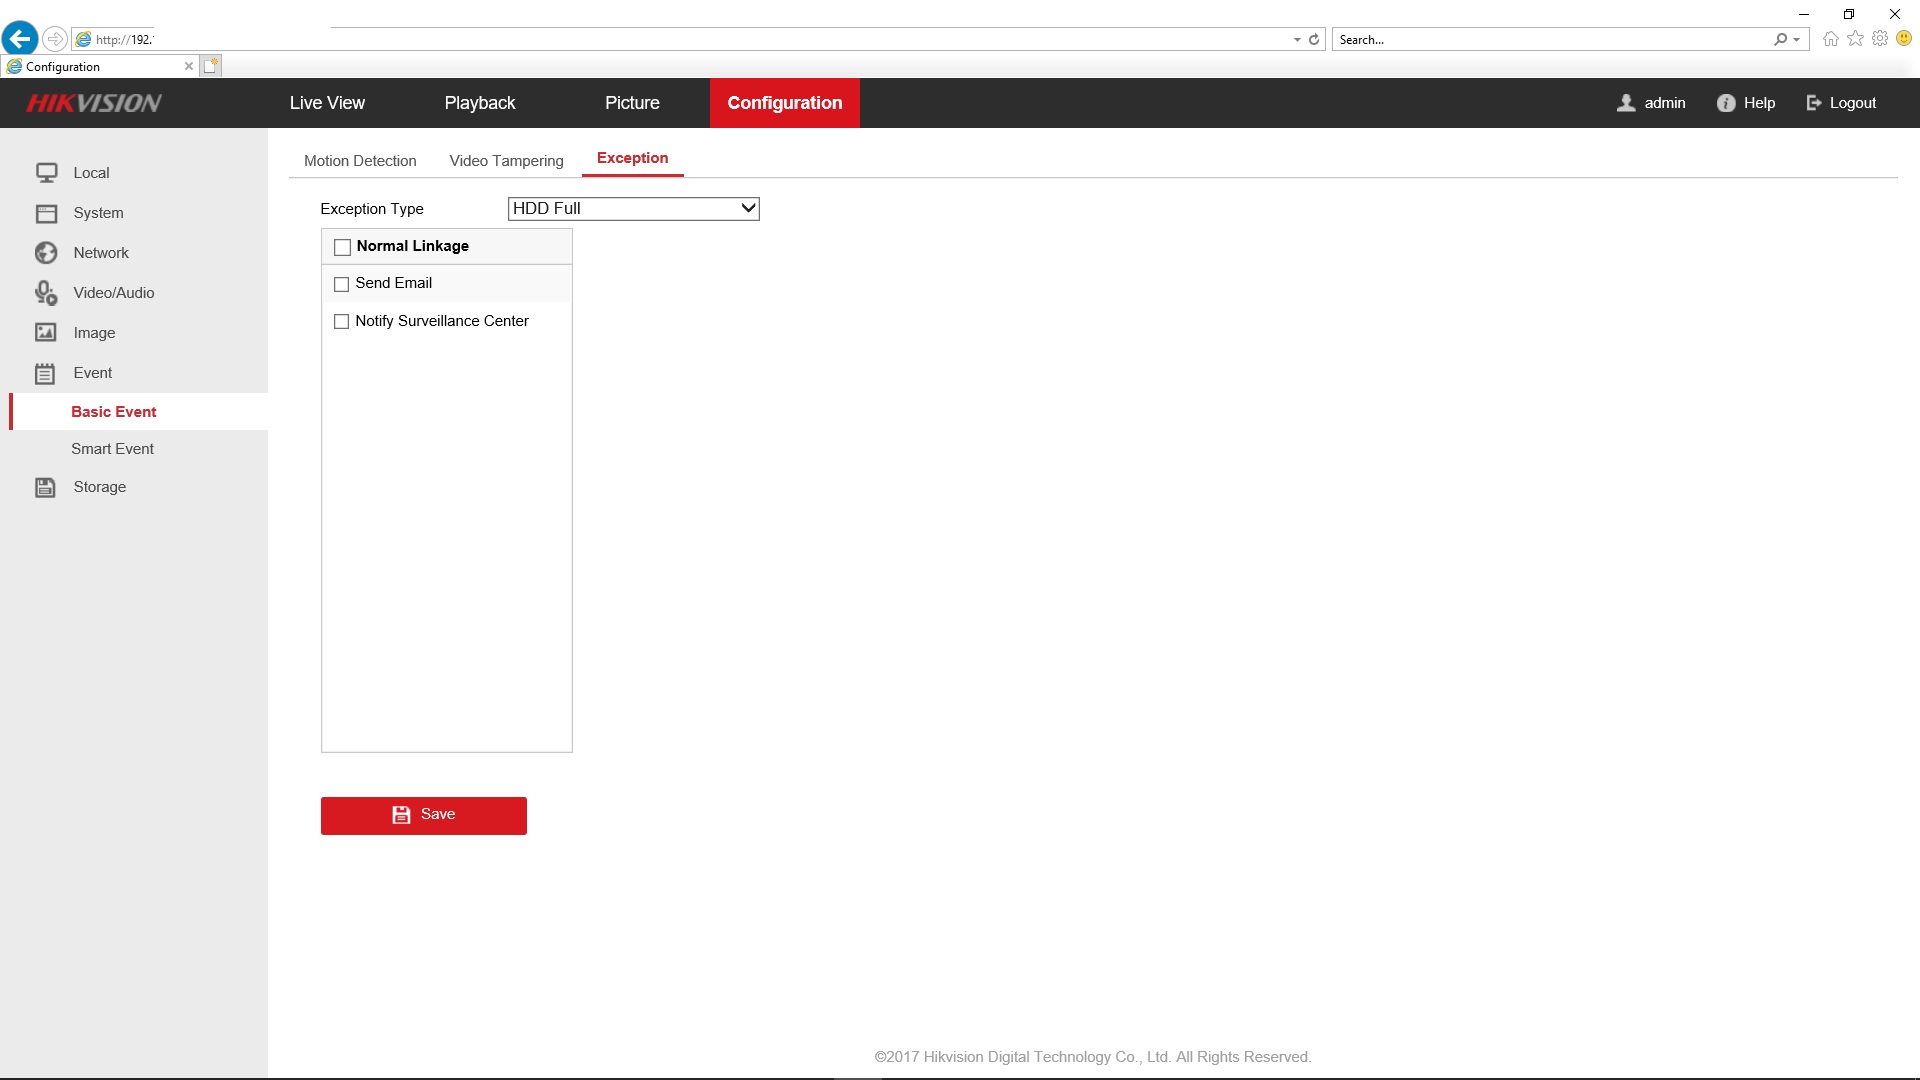 http://192.
Search...
Configuration
HIKVISION
Live View
Playback
Picture
Configuration
admin
Help
Logout
Local
System
Network
Video/Audio
Image
Event
Basic Event
Smart Event
Storage
Motion Detection
Video Tampering
Exception
Exception Type
HDD Full
Normal Linkage
Send Email
Notify Surveillance Center
Save
©2017 Hikvision Digital Technology Co., Ltd. All Rights Reserved.